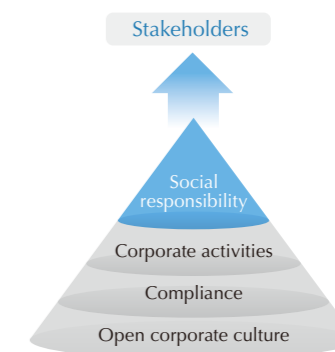 Stakeholders
Social
responsibility
Corporate activities
Compliance
Open corporate culture